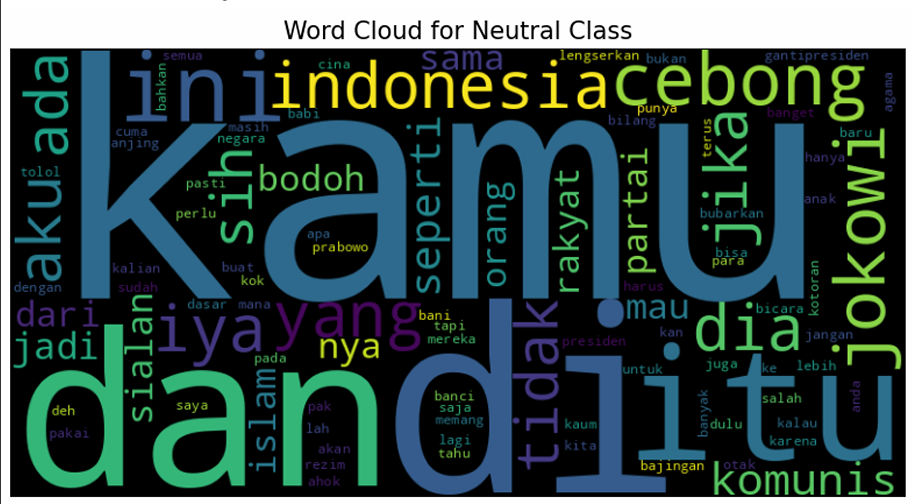 Word Cloud for Neutral Class
semua
cina
sama
lengserkan
bukan
gantipresiden
ada
ini
bahkan
indonesia
cebong
agama
babi
punya
bilang
banget
cuma
anjing
masih
negara
kamu
terus
baru
hanya
tolol
aku
sih
pasti
bodoh
seperti
orang
rakyat
partai
jika
jokowi
anak
perlu
apa
prabowo
bubarkan
bisa
para
kalian
buat
kok
dengan
sudah
harus
kotoran
dari
dasar
mana
bani
mau
bicara
iya
yang
tapi
mereka
tidak
presiden
kan
dia
jangan
jadi
sialan
nya
pada
untuk
juga
ke
lebih
dan
di
itu
deh
saya
islam
pak
banci
saja
memang
kaum
banyak
dulu
salah
anda
pakai
lah
lagi
tahu
kita
kalau
karena
akan
rezim
ahok
bajingan
otak
komunis